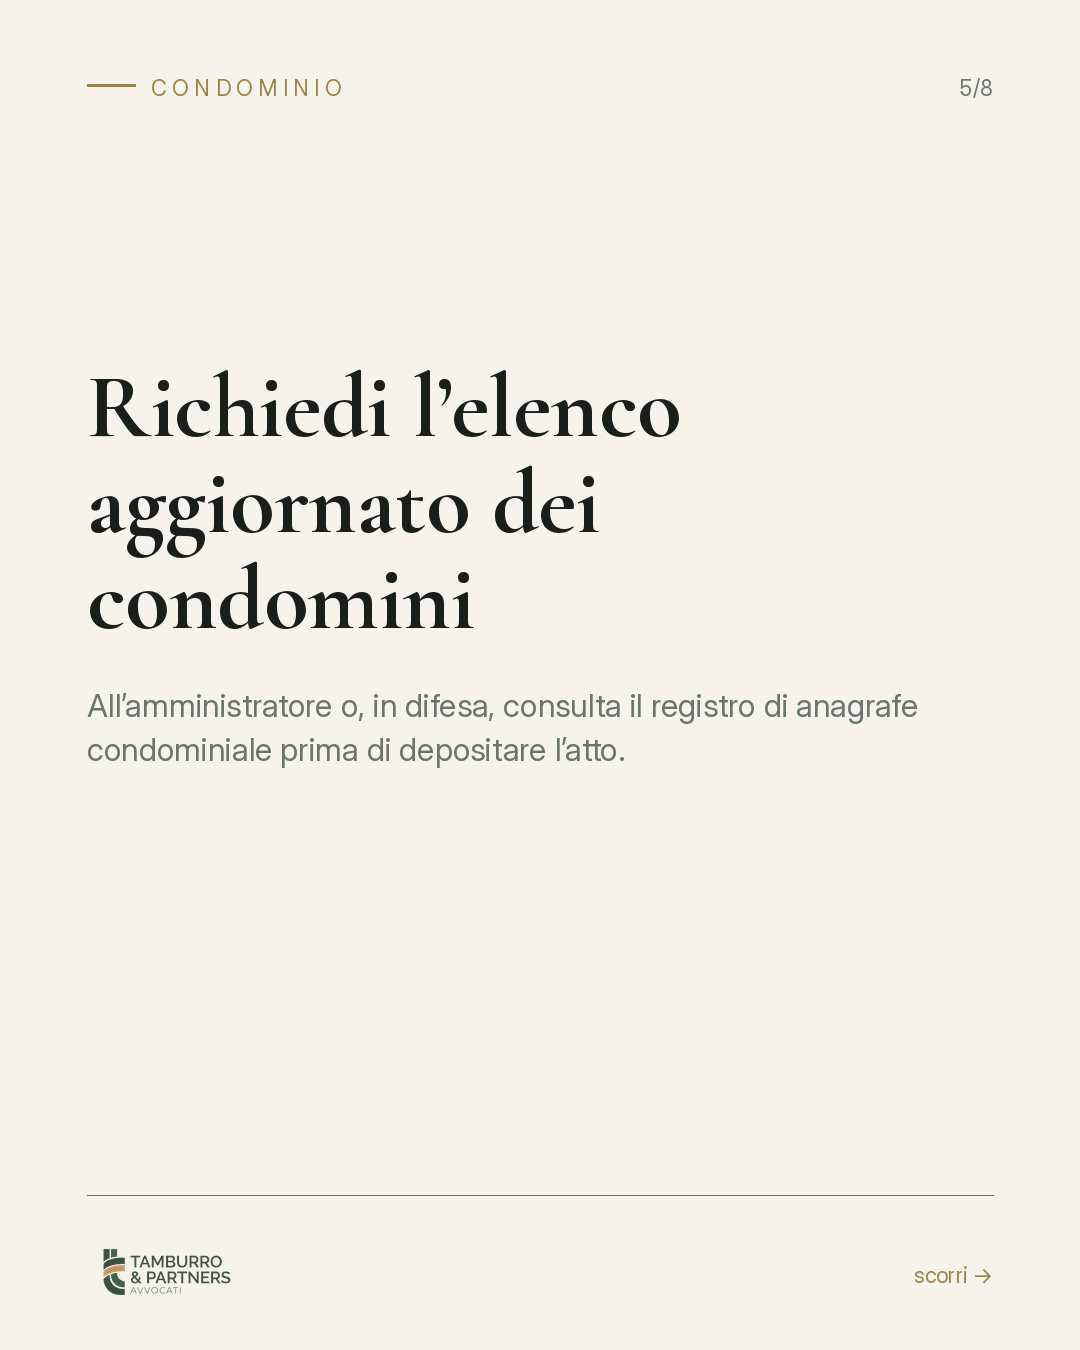 CONDOMINIO
5/8
Richiedi l’elenco
aggiornato dei
condomini
All’amministratore o, in difesa, consulta il registro di anagrafe
condominiale prima di depositare l’atto.
TAMBURRO
& PARTNERS
AVVOCATI
scorri →